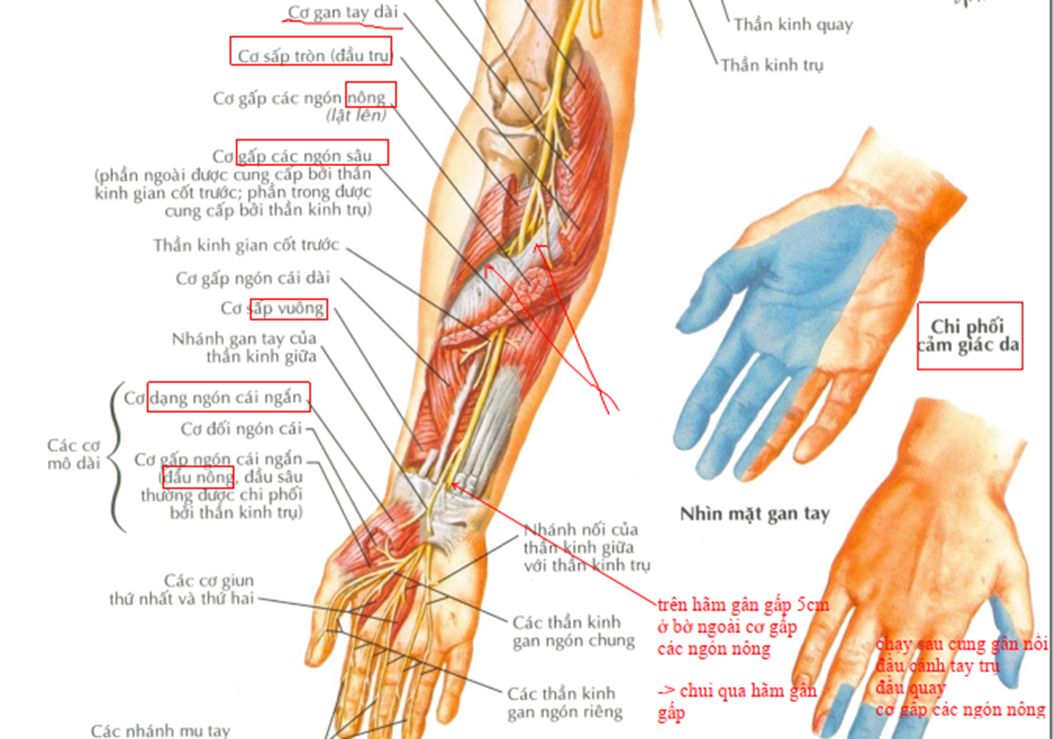 Cơ gan tay dài
Cơ sấp tròn (đầu trụ)
Cơ gấp các ngón nông
(lật lên)
Cơ gấp các ngón sâu
(phần ngoài được cung cấp bởi thần
kinh gian cốt trước; phần trong được
cung cấp bởi thần kinh trụ)
Thần kinh gian cốt trước
Cơ gấp ngón cái dài
Cơ sấp vuông
Nhánh gan tay của
thần kinh giữa
Các cơ
mô dài
Cơ dạng ngón cái ngắn
Cơ đối ngón cái
Cơ gấp ngón cái ngắn
(đầu nông, đầu sâu
thường được chi phối
bởi thần kinh trụ)
Các cơ giun
thứ nhất và thứ hai
Các nhánh mu tay
Thần kinh quay
Thần kinh trụ
Chi phối
cảm giác da
Nhìn mặt gan tay
Nhánh nối của
thần kinh giữa
với thần kinh trụ
Các thần kinh
gan ngón chung
Các thần kinh
gan ngón riêng
trên hãm gân gấp 5cm
ở bờ ngoài cơ gấp
các ngón nông
-> chui qua hãm gân
gấp
chạy sau cung gân nối
đầu cánh tay trụ
đầu quay
cơ gấp các ngón nông